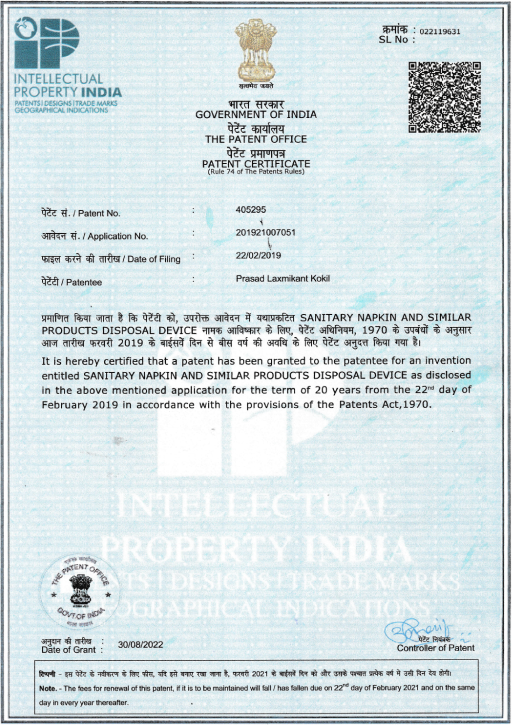 क्रमांक : 022119631
SL No :
INTELLECTUAL
PROPERTY INDIA
PATENTS | DESIGNS | TRADE MARKS
GEOGRAPHICAL INDICATIONS
सत्यमेव जयते
भारत सरकार
GOVERNMENT OF INDIA
पेटेंट कार्यालय
THE PATENT OFFICE
पेटेंट प्रमाणपत्र
PATENT CERTIFICATE
(Rule 74 of The Patents Rules)
पेटेंट सं. / Patent No. : 405295
आवेदन सं. / Application No. : 201921007051
फाइल करने की तारीख / Date of Filing : 22/02/2019
पेटेंटी / Patentee : Prasad Laxmikant Kokil
प्रमाणित किया जाता है कि पेटेंटी को, उपरोक्त आवेदन में यथाप्रकटित SANITARY NAPKIN AND SIMILAR
PRODUCTS DISPOSAL DEVICE नामक आविष्कार के लिए, पेटेंट अधिनियम, 1970 के उपबंधों के अनुसार
आज तारीख फरवरी 2019 के बाईसवें दिन से बीस वर्ष की अवधि के लिए पेटेंट अनुदत्त किया गया है।
It is hereby certified that a patent has been granted to the patentee for an invention
entitled SANITARY NAPKIN AND SIMILAR PRODUCTS DISPOSAL DEVICE as disclosed
in the above mentioned application for the term of 20 years from the 22nd day of
February 2019 in accordance with the provisions of the Patents Act,1970.
INTELLECTUAL
PROPERTY INDIA
PATENTS | DESIGNS | TRADE MARKS
GEOGRAPHICAL INDICATIONS
THE PATENT OFFICE
GOVT. OF INDIA
अनुदान की तारीख :
Date of Grant : 30/08/2022
पेटेंट नियंत्रक
Controller of Patent
टिप्पणी - इस पेटेंट के नवीकरण के लिए फीस, यदि इसे बनाए रखा जाना है, फरवरी 2021 के बाईसवें दिन को और उसके पश्चात प्रत्येक वर्ष में उसी दिन देय होगी।
Note. - The fees for renewal of this patent, if it is to be maintained will fall / has fallen due on 22nd day of February 2021 and on the same
day in every year thereafter.